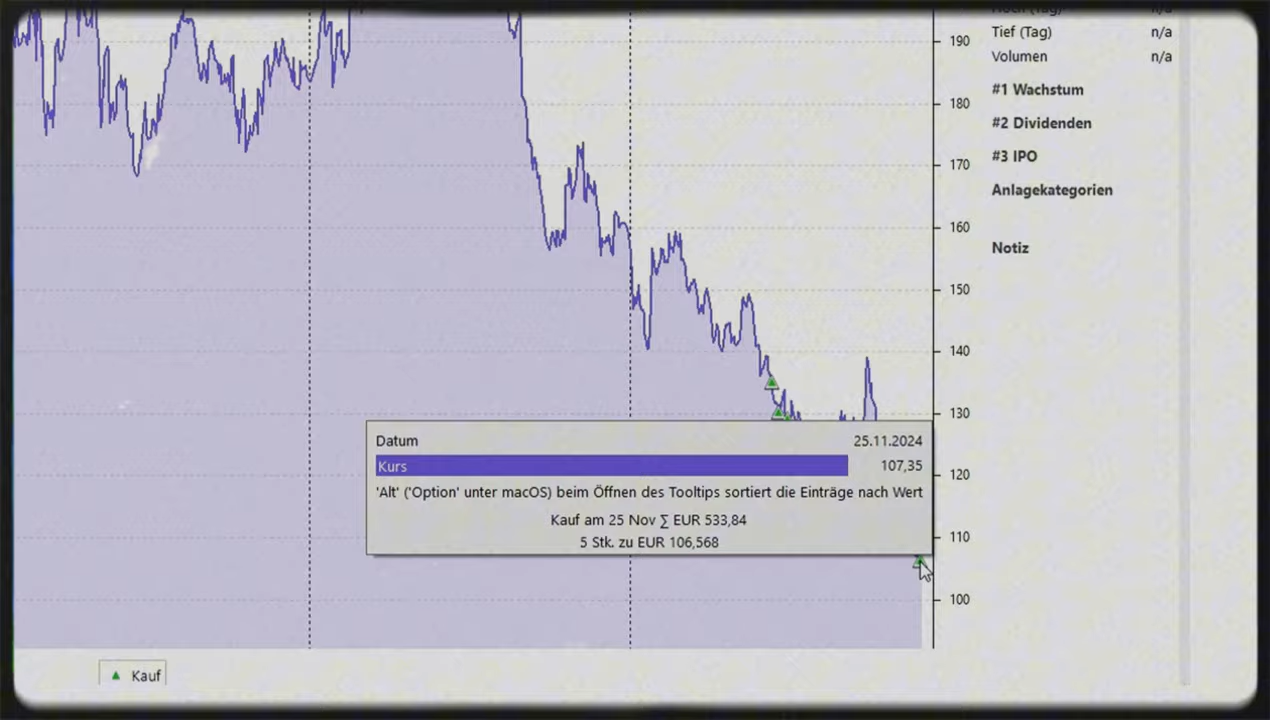 Hoch (Tag) n/a
190
Tief (Tag) n/a
Volumen n/a
#1 Wachstum
180
#2 Dividenden
#3 IPO
170
Anlagekategorien
160
Notiz
150
140
130
Datum 25.11.2024
Kurs 107,35
120
'Alt' ('Option' unter macOS) beim Öffnen des Tooltips sortiert die Einträge nach Wert
Kauf am 25 Nov ∑ EUR 533,84
110
5 Stk. zu EUR 106,568
100
Kauf